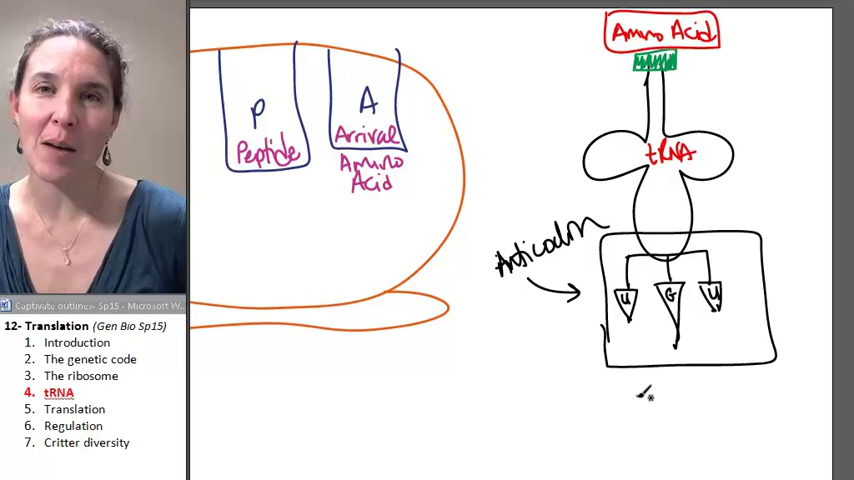 P
Peptide
A
Arrival
Amino
Acid
Amino Acid
tRNA
Anticodon
U G U
Captivate outlines- Sp15 - Microsoft W...
12- Translation (Gen Bio Sp15)
1. Introduction
2. The genetic code
3. The ribosome
4. tRNA
5. Translation
6. Regulation
7. Critter diversity